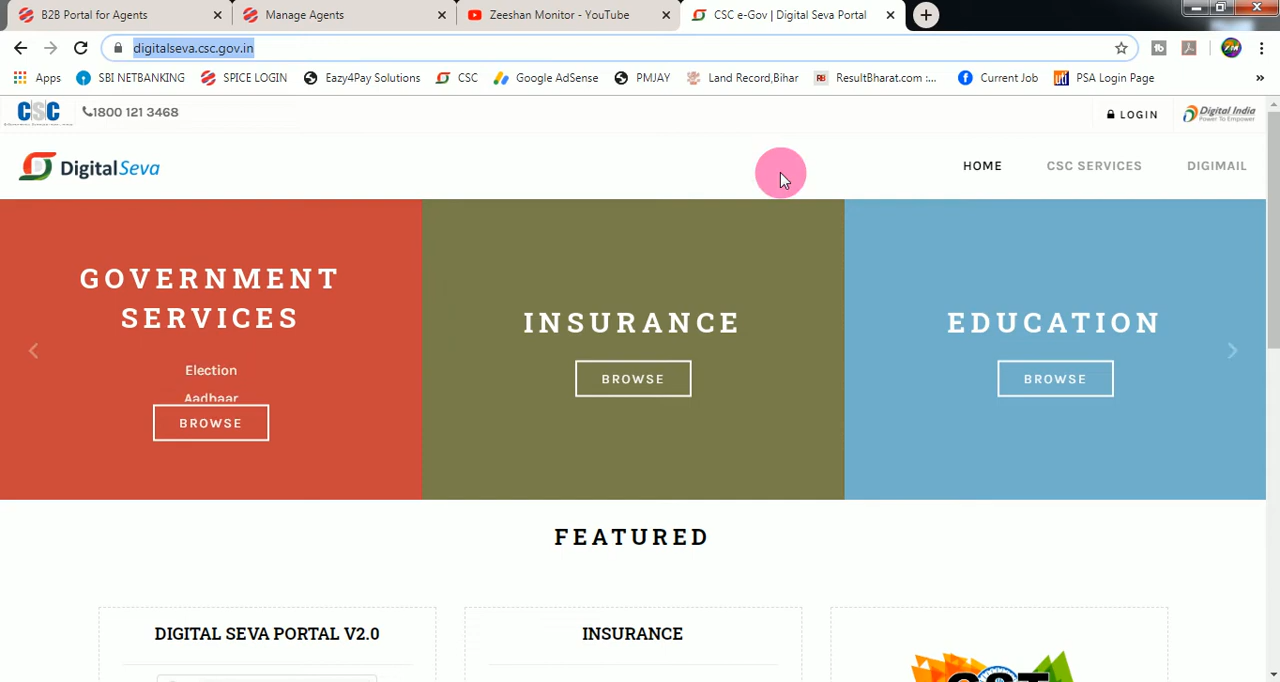 B2B Portal for Agents
Manage Agents
Zeeshan Monitor - YouTube
CSC e-Gov | Digital Seva Portal
digitalseva.csc.gov.in
Apps
SBI NETBANKING
SPICE LOGIN
Eazy4Pay Solutions
CSC
Google AdSense
PMJAY
Land Record,Bihar
ResultBharat.com :...
Current Job
PSA Login Page
»
CSC
1800 121 3468
LOGIN
Digital India
Power To Empower
DigitalSeva
HOME
CSC SERVICES
DIGIMAIL
GOVERNMENT
SERVICES
Election
Aadhaar
BROWSE
INSURANCE
BROWSE
EDUCATION
BROWSE
FEATURED
DIGITAL SEVA PORTAL V2.0
INSURANCE